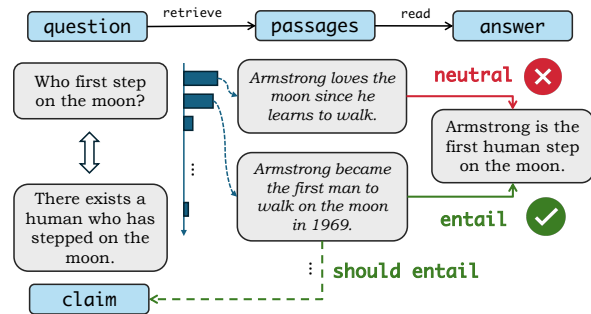 question
retrieve
passages
read
answer
Who first step
on the moon?
Armstrong loves the
moon since he
learns to walk.
neutral
Armstrong is the
first human step
on the moon.
There exists a
human who has
stepped on the
moon.
Armstrong became
the first man to
walk on the moon
in 1969.
entail
should entail
claim